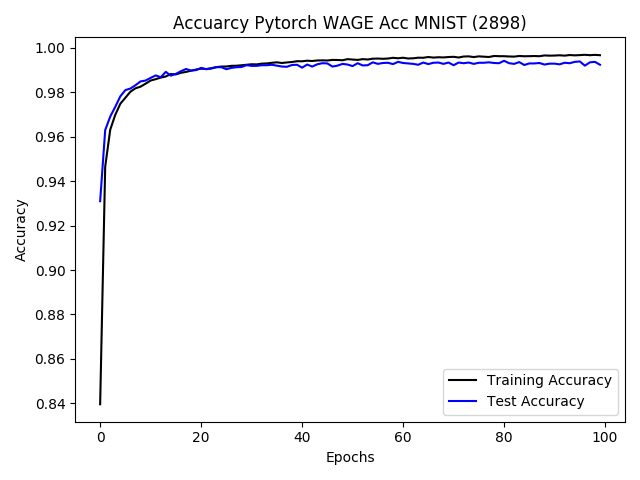 Accuarcy Pytorch WAGE Acc MNIST (2898)
1.00
0.98
0.96
0.94
0.92
0.90
0.88
0.86
0.84
Accuracy
Training Accuracy
Test Accuracy
0 20 40 60 80 100
Epochs